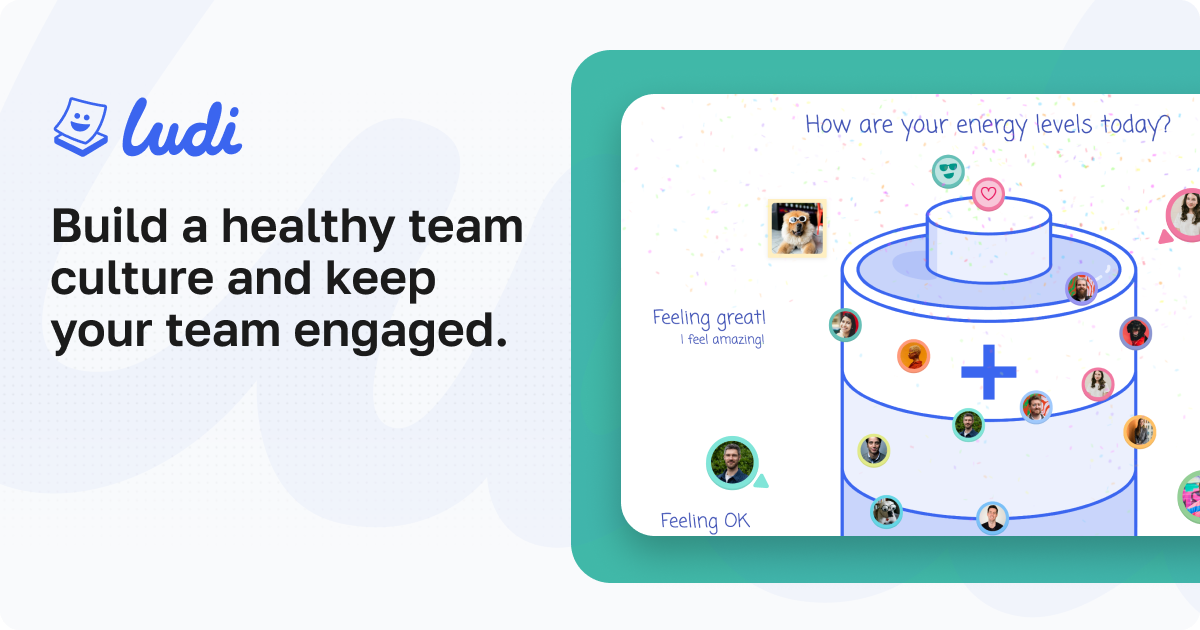 ludi
Build a healthy team
culture and keep
your team engaged.
How are your energy levels today?
Feeling great!
I feel amazing!
Feeling OK